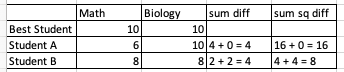 Math Biology sum diff sum sq diff
Best Student 10 10
Student A 6 10 4 + 0 = 4 16 + 0 = 16
Student B 8 8 2 + 2 = 4 4 + 4 = 8